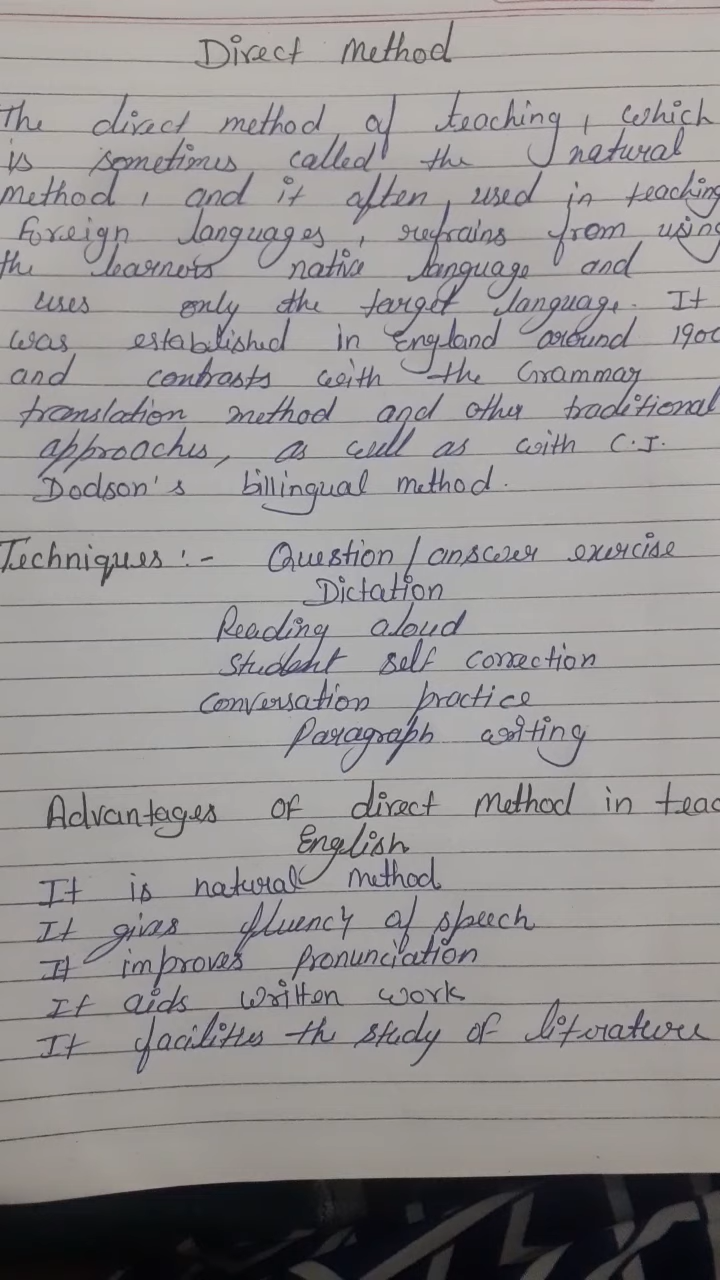 Direct Method
The direct method of teaching, which
is sometimes called the natural
method, and it often, used in teaching
foreign languages, refrains from using
the learners native language and
uses only the target language. It
was estabilished in England around 1900
and contrasts with the Grammar
translation method and other traditional
approaches, as well as with C.J.
Dodson's billingual method.
Techniques :- Question/answer exercise
Dictation
Reading aloud
Student self correction
Conversation practice
Paragraph writing
Advantages of direct method in teac
English
It is natural method
It gives fluency of speech
It improves Pronunciation
It aids written work
It facilities the study of literature